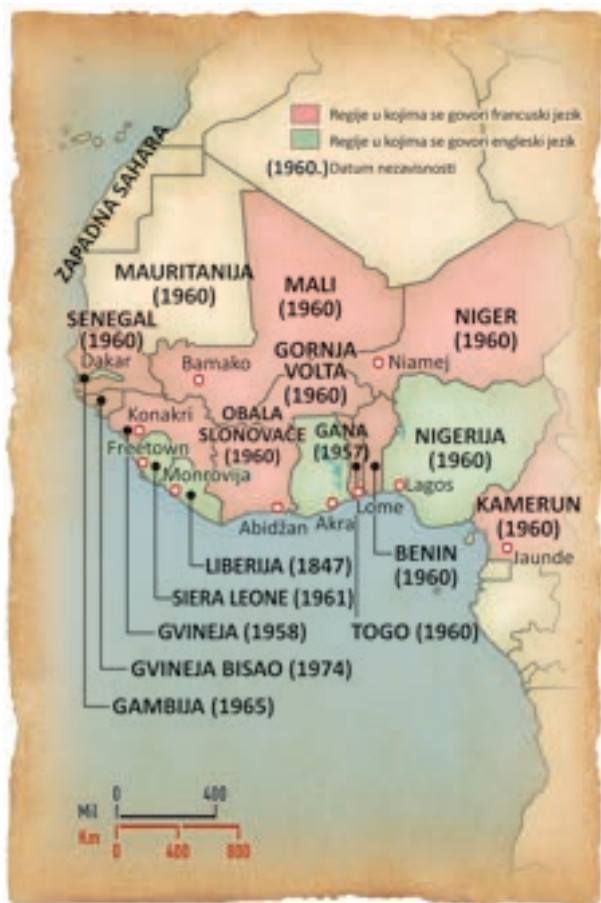 Regije u kojima se govori francuski jezik
Regije u kojima se govori engleski jezik
(1960.) Datum nezavisnosti
ZAPADNA SAHARA
MAURITANIJA
(1960)
MALI
(1960)
NIGER
(1960)
SENEGAL
(1960)
Dakar
Bamako
GORNJA
VOLTA
(1960)
Niamej
Konakri
OBALA
SLONOVAČE
(1960)
GANA
(1957)
NIGERIJA
(1960)
Freetown
Monrovija
Lagos
Lome
Abidžan
Akra
KAMERUN
(1960)
Jaunde
BENIN
(1960)
LIBERIJA (1847)
SIERA LEONE (1961)
GVINEJA (1958)
TOGO (1960)
GVINEJA BISAO (1974)
GAMBIJA (1965)
0 400
Mil
Km
0 400 800